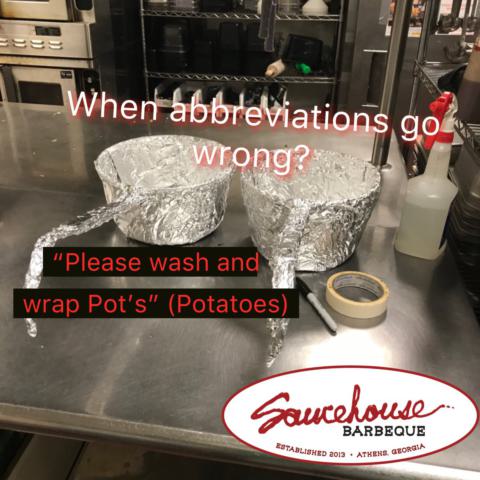 When abbreviations go
wrong?
“Please wash and
wrap Pot’s” (Potatoes)
Saucehouse
BARBEQUE
ESTABLISHED 2013 • ATHENS, GEORGIA